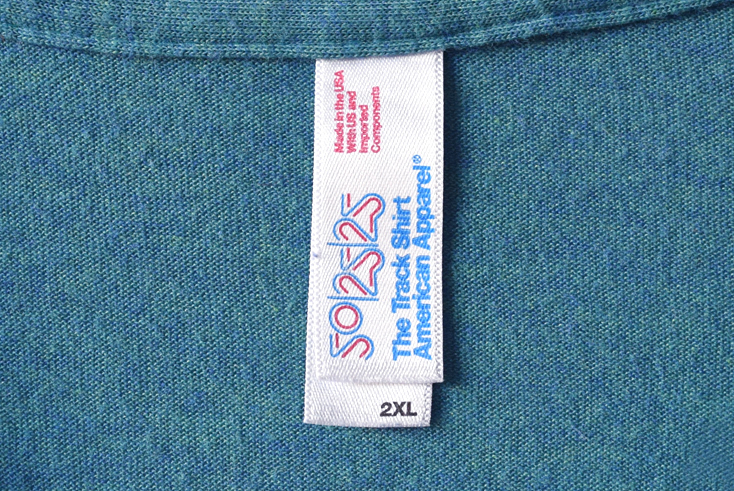 50/25/25
The Track Shirt
American Apparel®
Made in the USA
With US and
Imported
Components
2XL